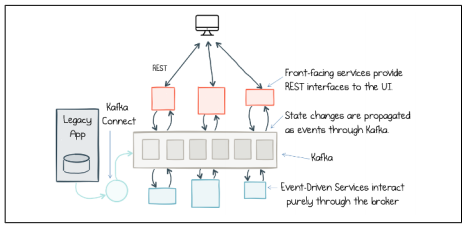 REST
Front-facing services provide
REST interfaces to the UI.
Kafka
Connect
Legacy
App
State changes are propagated
as events through Kafka.
Kafka
Event-Driven Services interact
purely through the broker